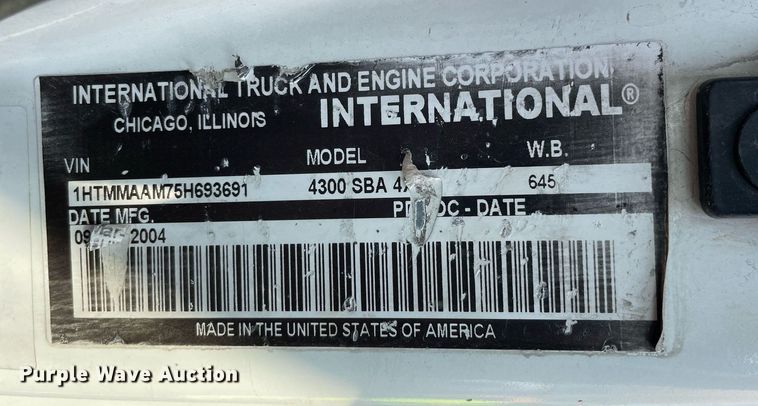 INTERNATIONAL TRUCK AND ENGINE CORPORATION
CHICAGO, ILLINOIS INTERNATIONAL®
VIN MODEL W.B.
1HTMMAAM75H693691 4300 SBA 645
DATE MFG. DATE
2004
MADE IN THE UNITED STATES OF AMERICA
Purple Wave Auction